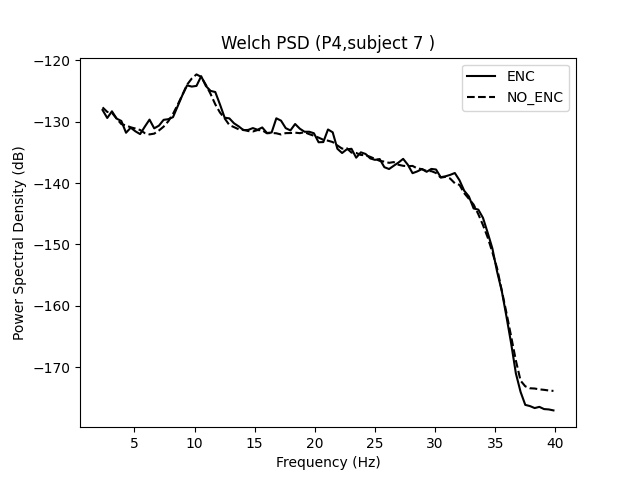 Welch PSD (P4,subject 7 )
ENC
NO_ENC
Power Spectral Density (dB)
−120
−130
−140
−150
−160
−170
5 10 15 20 25 30 35 40
Frequency (Hz)